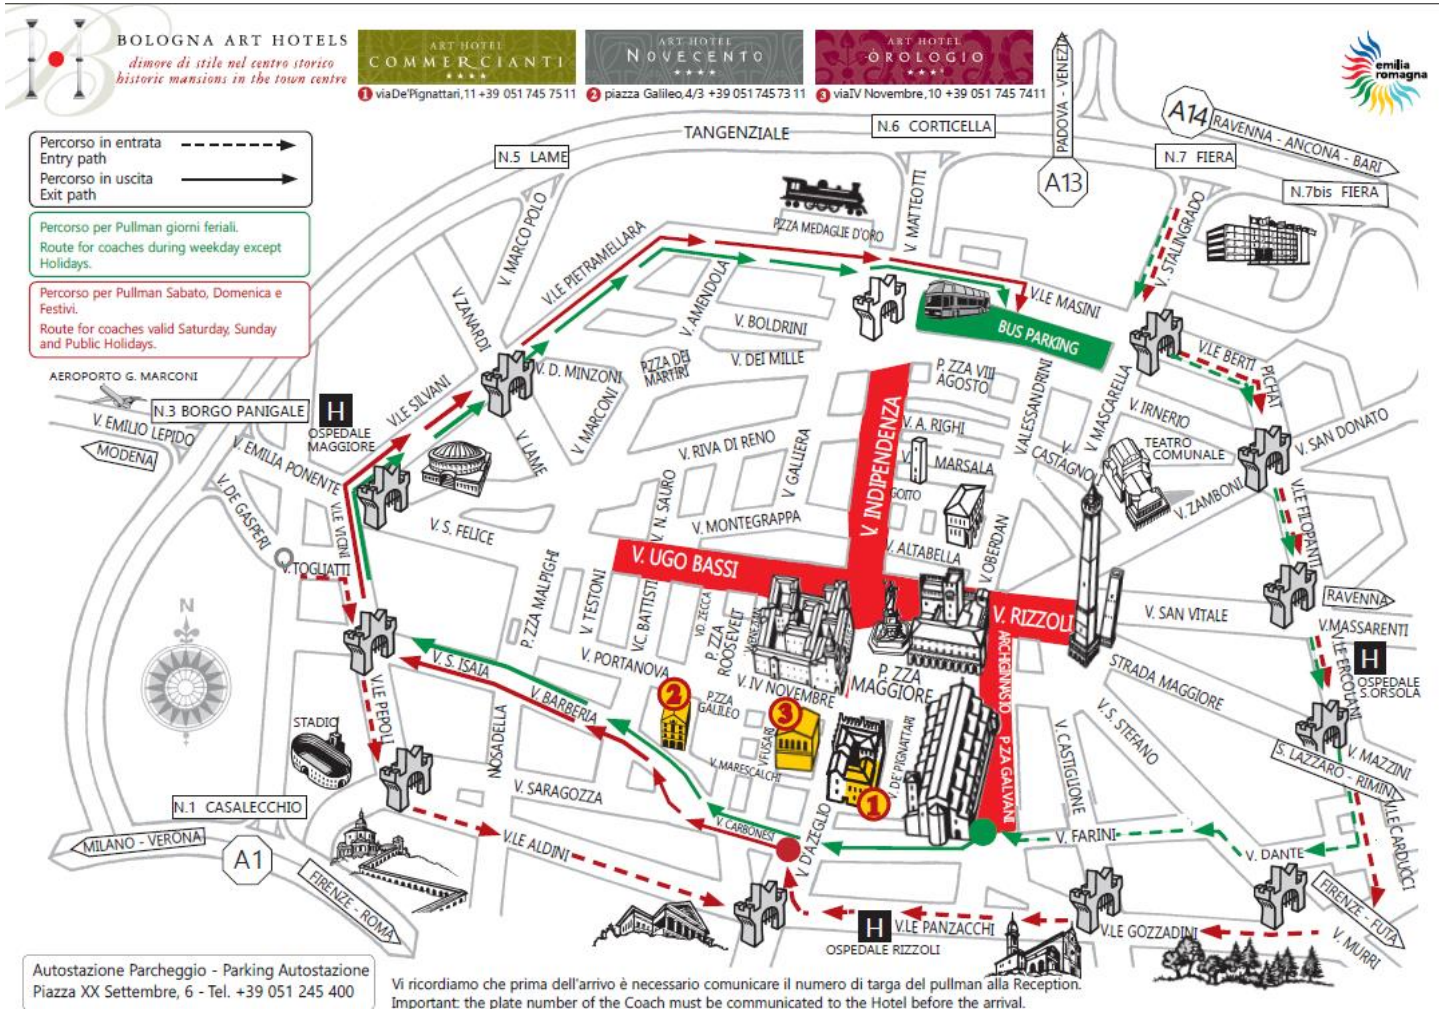 BOLOGNA ART HOTELS
dimore di stile nel centro storico
historic mansions in the town centre
ART HOTEL
COMMERCIANTI
★★★★
1 viaDe'Pignattari,11 +39 051 745 75 11
ART HOTEL
NOVECENTO
★★★★
2 piazza Galileo,4/3 +39 051 745 73 11
ART HOTEL
OROLOGIO
3 viaIV Novembre,10 +39 051 745 7411
emilia
romagna
Percorso in entrata
Entry path
Percorso in uscita
Exit path
Percorso per Pullman giorni feriali.
Route for coaches during weekday except
Holidays.
Percorso per Pullman Sabato, Domenica e
Festivi.
Route for coaches valid Saturday, Sunday
and Public Holidays.
PADOVA - VENEZIA
A13
A14
RAVENNA - ANCONA - BARI
TANGENZIALE
N.6 CORTICELLA
N.5 LAME
N.7 FIERA
N.7bis FIERA
V. MARCO POLO
V.LE PIETRAMELLARA
P.ZZA MEDAGLIE D'ORO
V. MATTEOTTI
V. STALINGRADO
V. ZANARDI
V. AMENDOLA
V. BOLDRINI
V.LE MASINI
BUS PARKING
V.LE BERTI
PICHAT
V. DEI MILLE
P.ZZA DEI
MARTIRI
V. D. MINZONI
V.LE SILVANI
V. MARCONI
V. LAME
P. ZZA VIII
AGOSTO
V. INDIPENDENZA
V.ALESSANDRINI
V. MASCARELLA
V. IRNERIO
V. SAN DONATO
TEATRO
COMUNALE
V. A. RIGHI
V.
MARSALA
GOITO
V.
CASTAGNO
V. ZAMBONI
V.LE FILOPANTI
AEROPORTO G. MARCONI
N.3 BORGO PANIGALE
H
OSPEDALE
MAGGIORE
V. EMILIO LEPIDO
MODENA
V. EMILIA PONENTE
V. DE GASPERI
V.LE VICINI
V. TOGLIATTI
V. S. FELICE
V. RIVA DI RENO
V. GALLIERA
V. N. SAURO
V. MONTEGRAPPA
V. ALTABELLA
V. OBERDAN
V. UGO BASSI
V. RIZZOLI
V. SAN VITALE
RAVENNA
V.MASSARENTI
H
OSPEDALE
S.ORSOLA
V.LE ERCOLANI
STRADA MAGGIORE
P. ZZA MALPIGHI
V. TESTONI
V.C. BATTISTI
V.D. ZECCA
P. ZZA
ROOSEVELT
V. PORTANOVA
V. IV NOVEMBRE
P. ZZA
MAGGIORE
ARCHIGINNASIO
P.ZA GALVANI
N
V. S. ISAIA
V. BARBERIA
V.LE PEPOLI
STADIO
NOSADELLA
2
P.ZZA
GALILEO
3
V.FUSARI
V. MARESCALCHI
V. DE' PIGNATTARI
1
V. CASTIGLIONE
V. S. STEFANO
V. MAZZINI
S. LAZZARO - RIMINI
V.LE CARDUCCI
N.1 CASALECCHIO
V. SARAGOZZA
V. CARBONESI
V. D'AZEGLIO
V. FARINI
V. DANTE
MILANO - VERONA
A1
FIRENZE - ROMA
V.LE ALDINI
H
OSPEDALE RIZZOLI
V.LE PANZACCHI
V.LE GOZZADINI
FIRENZE - FUTA
V. MURRI
Autostazione Parcheggio - Parking Autostazione
Piazza XX Settembre, 6 - Tel. +39 051 245 400
Vi ricordiamo che prima dell'arrivo è necessario comunicare il numero di targa del pullman alla Reception.
Important: the plate number of the Coach must be communicated to the Hotel before the arrival.